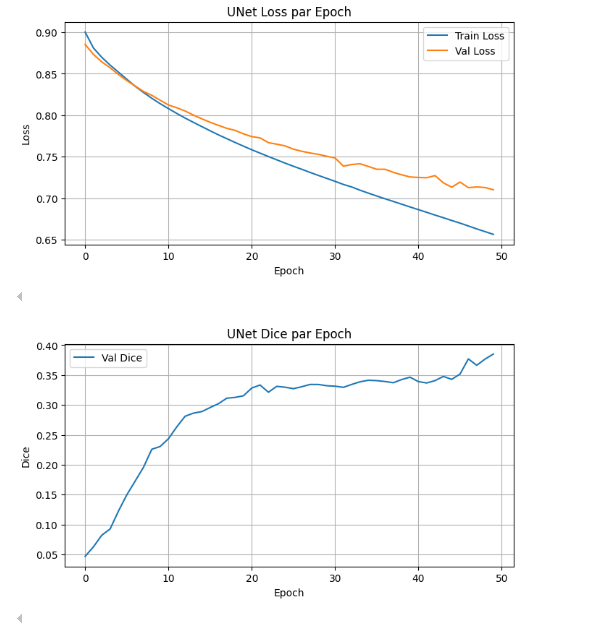 UNet Loss par Epoch
0.90
0.85
0.80
0.75
0.70
0.65
Loss
Train Loss
Val Loss
0 10 20 30 40 50
Epoch
UNet Dice par Epoch
0.40
0.35
0.30
0.25
0.20
0.15
0.10
0.05
Dice
Val Dice
0 10 20 30 40 50
Epoch